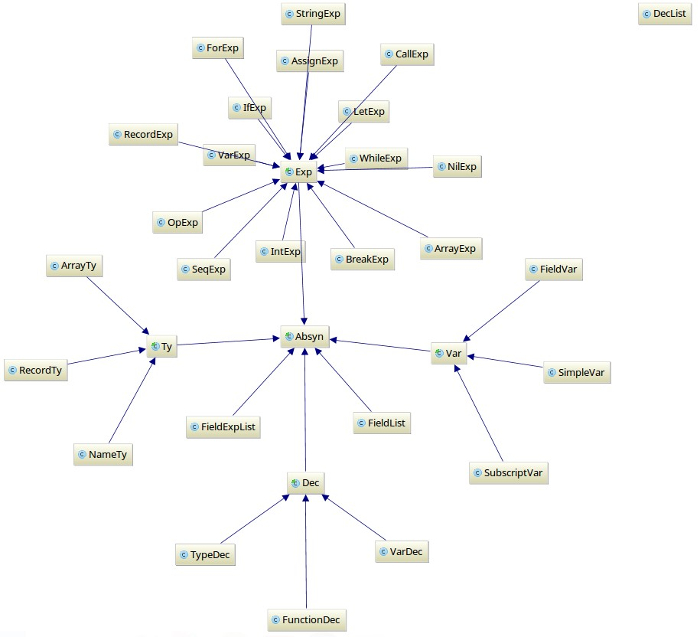 StringExp
DecList
ForExp
AssignExp
CallExp
IfExp
LetExp
RecordExp
VarExp
WhileExp
NilExp
Exp
OpExp
IntExp
ArrayExp
SeqExp
BreakExp
ArrayTy
FieldVar
Absyn
Ty
Var
RecordTy
SimpleVar
FieldExpList
FieldList
NameTy
SubscriptVar
Dec
TypeDec
VarDec
FunctionDec